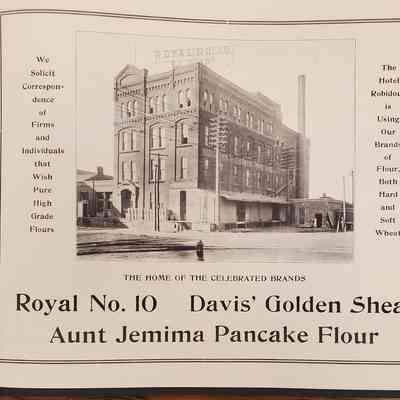 We
Solicit
Correspon-
dence
of
Firms
and
Individuals
that
Wish
Pure
High
Grade
Flours
The
Hotel
Robidou
is
Using
Our
Brands
of
Flour,
Both
Hard
and
Soft
Wheat
THE HOME OF THE CELEBRATED BRANDS
Royal No. 10 Davis' Golden Shea
Aunt Jemima Pancake Flour